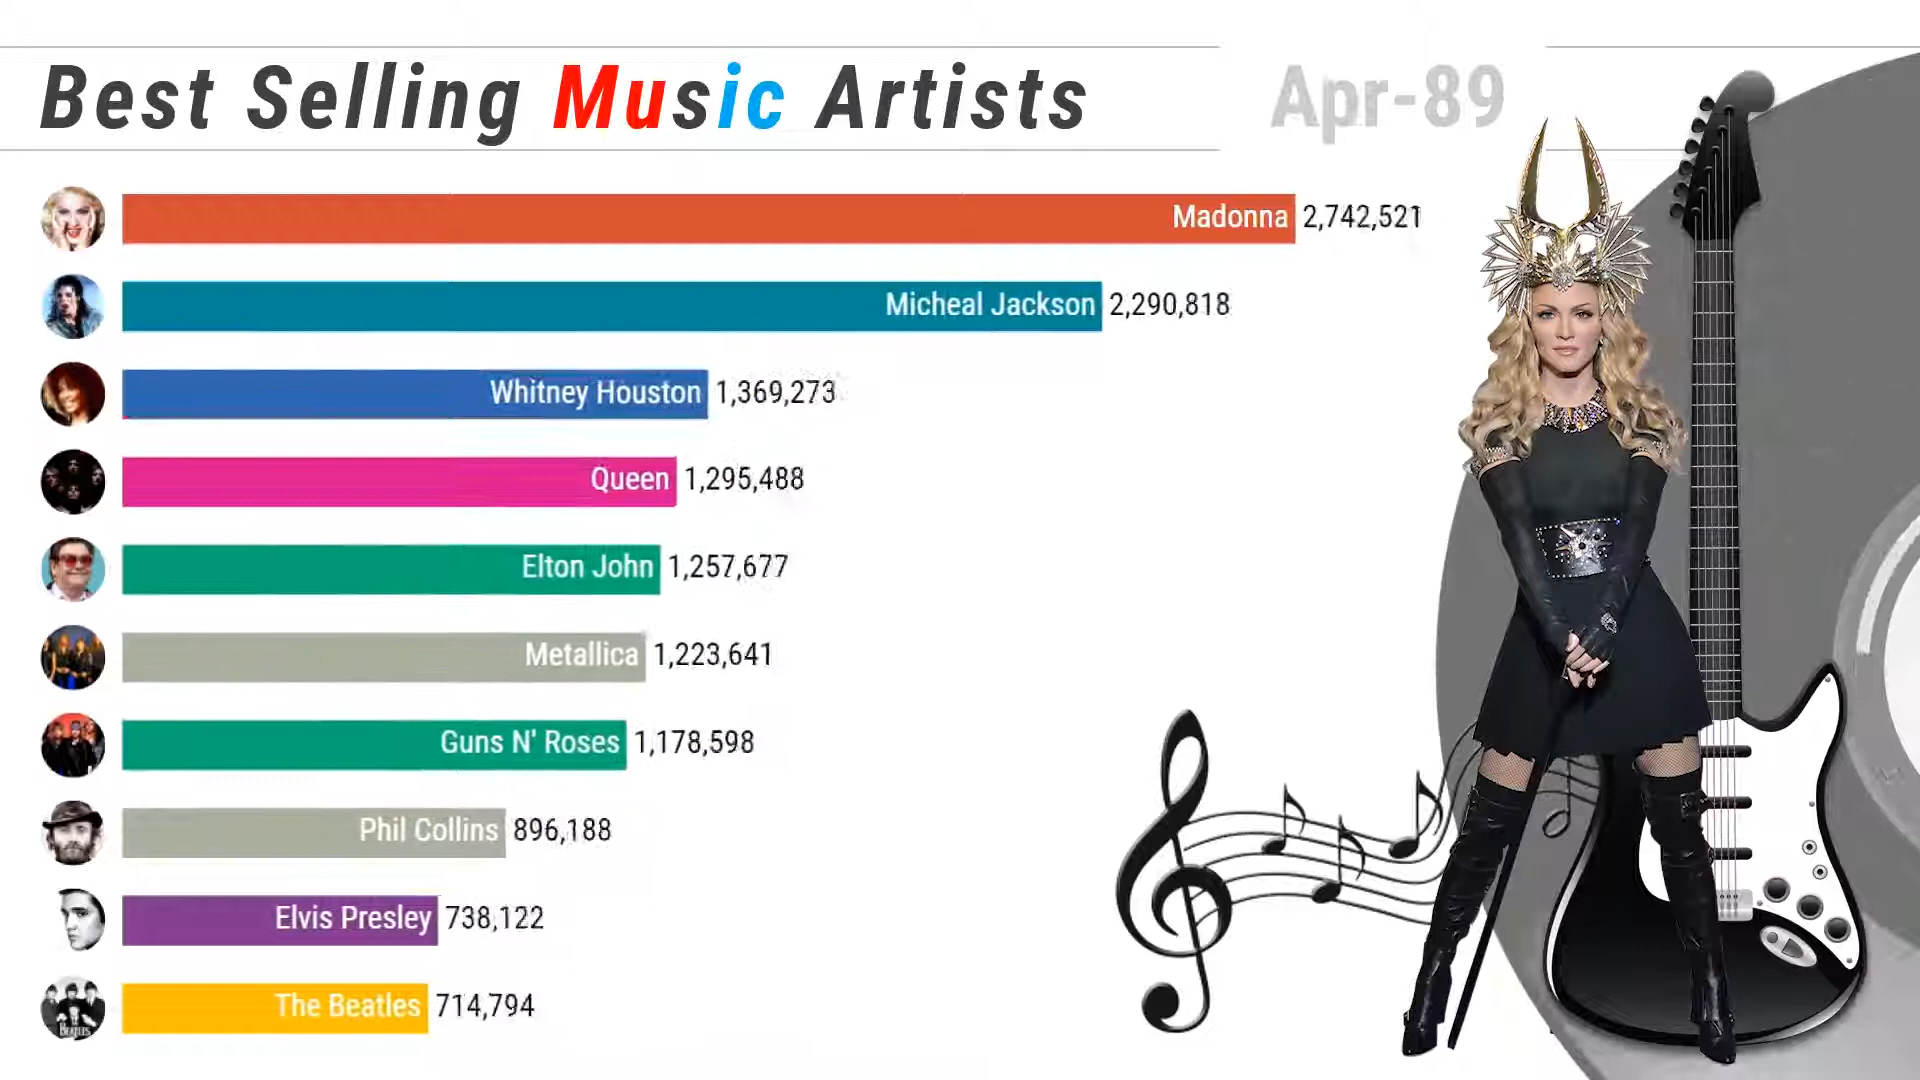 Best Selling Music Artists
Apr-89
Madonna 2,742,521
Micheal Jackson 2,290,818
Whitney Houston 1,369,273
Queen 1,295,488
Elton John 1,257,677
Metallica 1,223,641
Guns N' Roses 1,178,598
Phil Collins 896,188
Elvis Presley 738,122
The Beatles 714,794
BEATLES